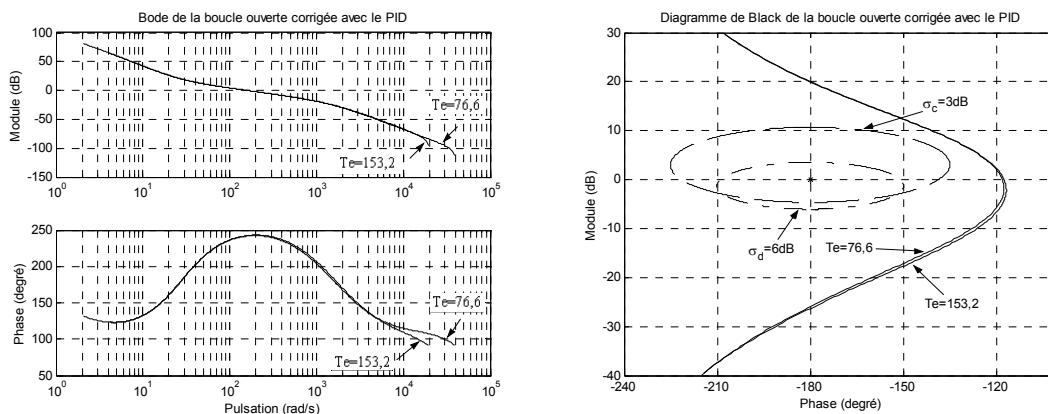 Bode de la boucle ouverte corrigée avec le PID
100
50
0
-50
-100
-150
Module (dB)
Te=76,6
Te=153,2
10^0
10^1
10^2
10^3
10^4
10^5
250
200
150
100
50
Phase (degré)
Te=76,6
Te=153,2
10^0
10^1
10^2
10^3
10^4
10^5
Pulsation (rad/s)
Diagramme de Black de la boucle ouverte corrigée avec le PID
30
20
10
0
-10
-20
-30
-40
Module (dB)
σc=3dB
σd=6dB
Te=76,6
Te=153,2
-240
-210
-180
-150
-120
Phase (degré)